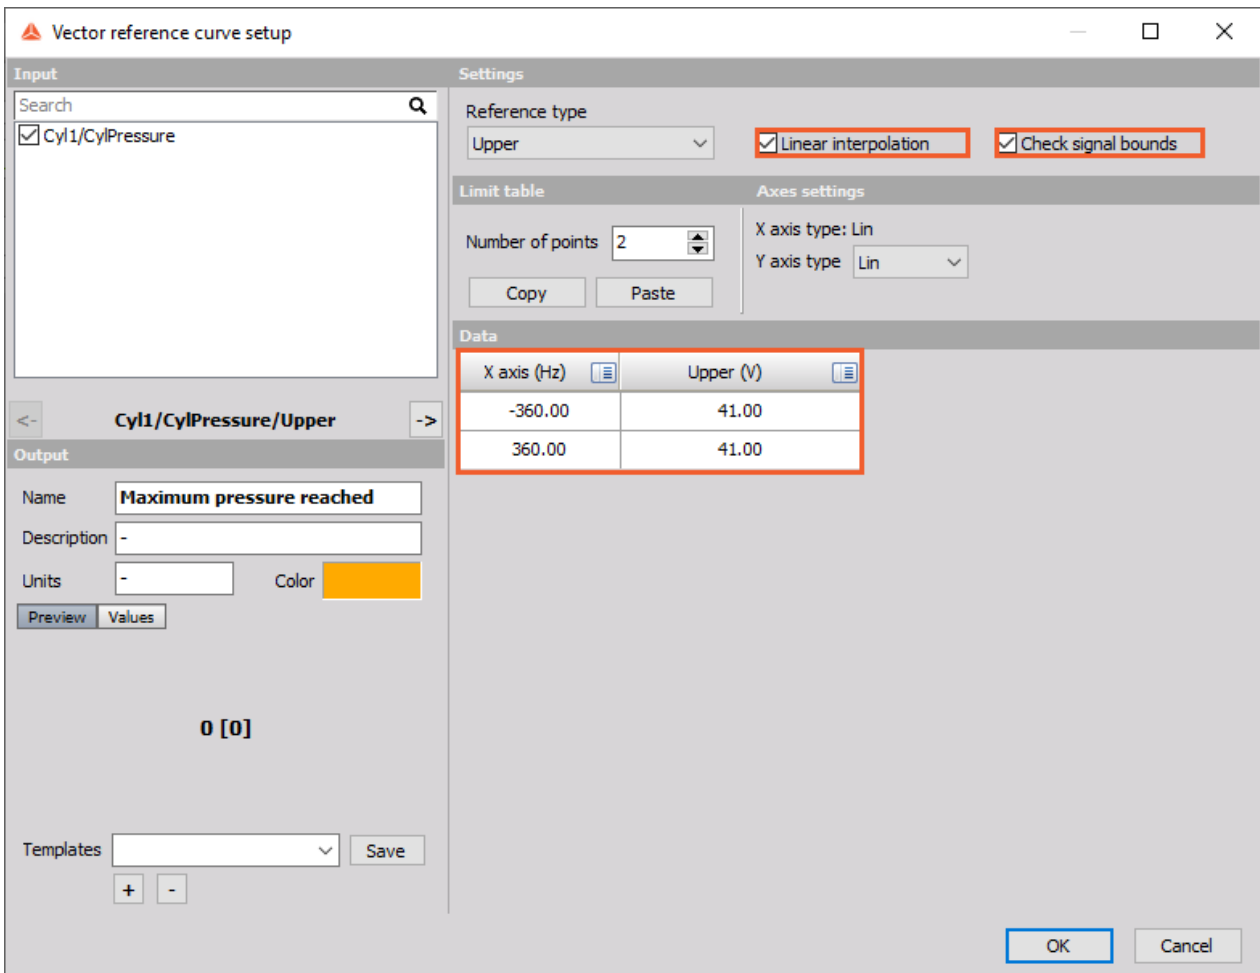 Vector reference curve setup
Input
Search
Cyl1/CylPressure
<- Cyl1/CylPressure/Upper ->
Output
Name Maximum pressure reached
Description -
Units - Color
Preview Values
0 [0]
Templates Save
+ -
Settings
Reference type
Upper Linear interpolation Check signal bounds
Limit table Axes settings
Number of points 2
Copy Paste
X axis type: Lin
Y axis type Lin
Data
X axis (Hz) Upper (V)
-360.00 41.00
360.00 41.00
OK Cancel